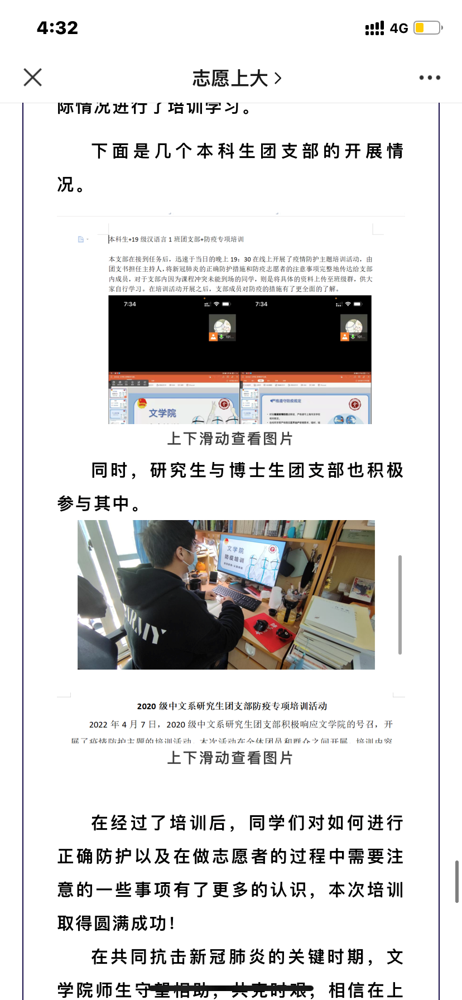 4:32
4G
志愿上大
际情况进行了培训学习。
下面是几个本科生团支部的开展情
况。
本科生+19 级汉语言 1 班团支部+防疫专项培训
本支部在接到任务后，迅速于当日的晚上 19：30 在线上开展了疫情防护主题培训活动，由
团支书担任主持人，将新冠肺炎的正确防护措施和防疫志愿者的注意事项完整地传达给支部
内成员，对于支部内因为课程冲突未能到场的同学，则是将具体的资料上传至班级群，供大
家自行学习。在培训活动开展之后，支部成员对防疫的措施有了更全面的了解。
7:34
7:34
191...
191...
文学院
严格遵守防疫规定
上下滑动查看图片
同时，研究生与博士生团支部也积极
参与其中。
文学院
防疫培训
ARMY
2020 级中文系研究生团支部防疫专项培训活动
2022 年 4 月 7 日，2020 级中文系研究生团支部积极响应文学院的号召，开
展了疫情防护主题的培训活动。本次活动在全体团员和群众之间开展，培训内容
上下滑动查看图片
在经过了培训后，同学们对如何进行
正确防护以及在做志愿者的过程中需要注
意的一些事项有了更多的认识，本次培训
取得圆满成功！
在共同抗击新冠肺炎的关键时期，文
学院师生守望相助，共克时艰，相信在上